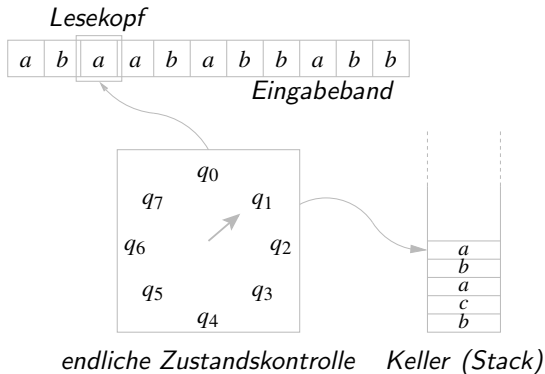 Lesekopf
a b a a b a b b a b b
Eingabeband
q0
q7 q1
q6 q2
q5 q3
q4
a
b
a
c
b
endliche Zustandskontrolle Keller (Stack)